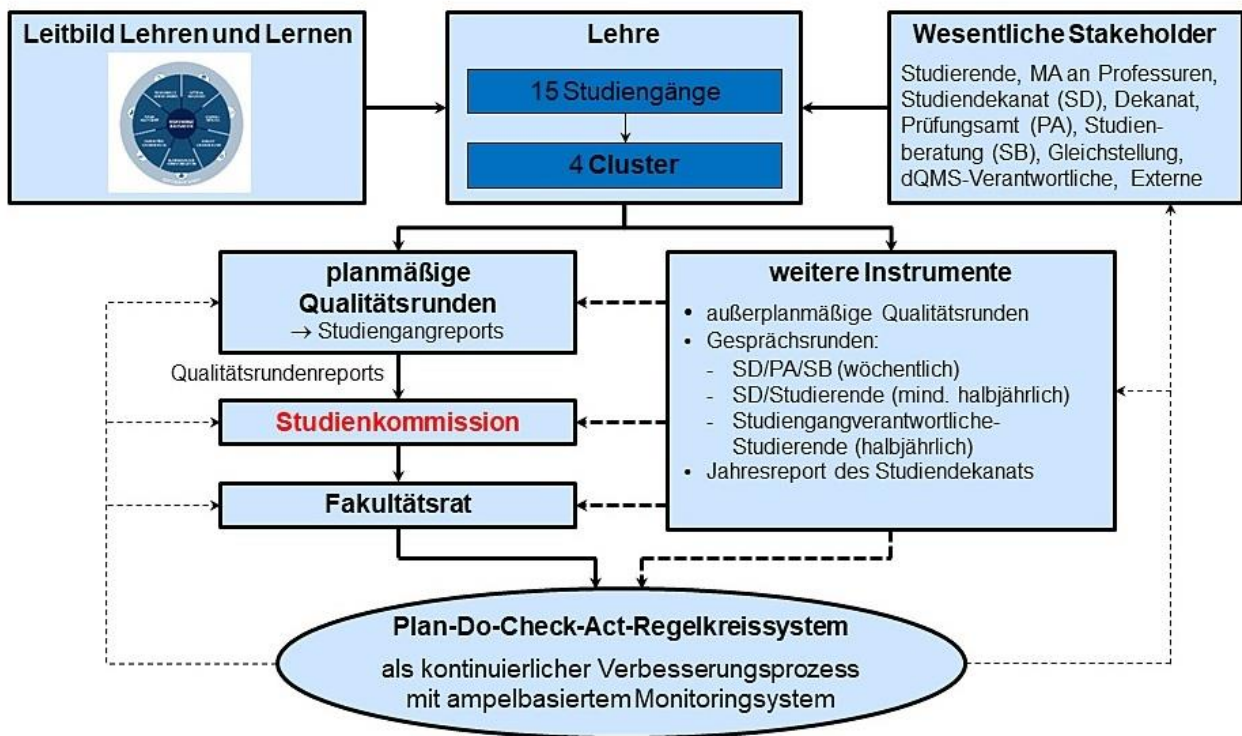 Leitbild Lehren und Lernen
Lehre
15 Studiengänge
4 Cluster
Wesentliche Stakeholder
Studierende, MA an Professuren,
Studiendekanat (SD), Dekanat,
Prüfungsamt (PA), Studien-
beratung (SB), Gleichstellung,
dQMS-Verantwortliche, Externe
planmäßige
Qualitätsrunden
→ Studiengangreports
Qualitätsrundenreports
Studienkommission
Fakultätsrat
weitere Instrumente
• außerplanmäßige Qualitätsrunden
• Gesprächsrunden:
- SD/PA/SB (wöchentlich)
- SD/Studierende (mind. halbjährlich)
- Studiengangverantwortliche-
Studierende (halbjährlich)
• Jahresreport des Studiendekanats
Plan-Do-Check-Act-Regelkreissystem
als kontinuierlicher Verbesserungsprozess
mit ampelbasiertem Monitoringsystem